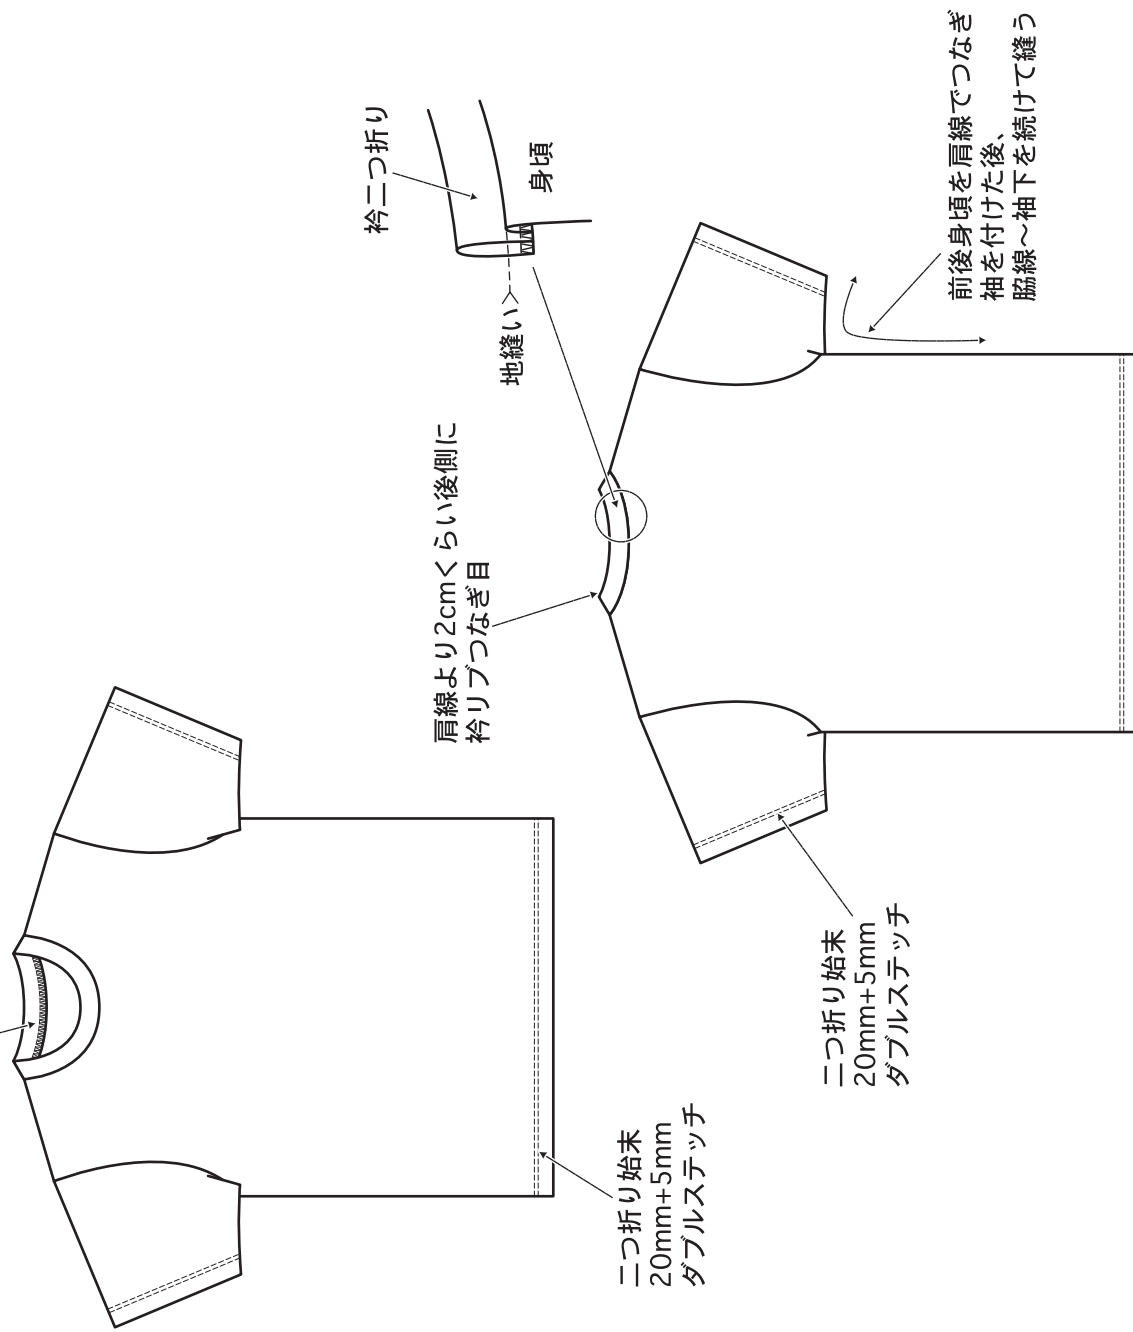 衿二つ折り
身頃
地縫い
肩線より2cmくらい後側に
衿リブつなぎ目
前後身頃を肩線でつなぎ
袖を付けた後、
脇線〜袖下を続けて縫う
二つ折り始末
20mm+5mm
ダブルステッチ
二つ折り始末
20mm+5mm
ダブルステッチ